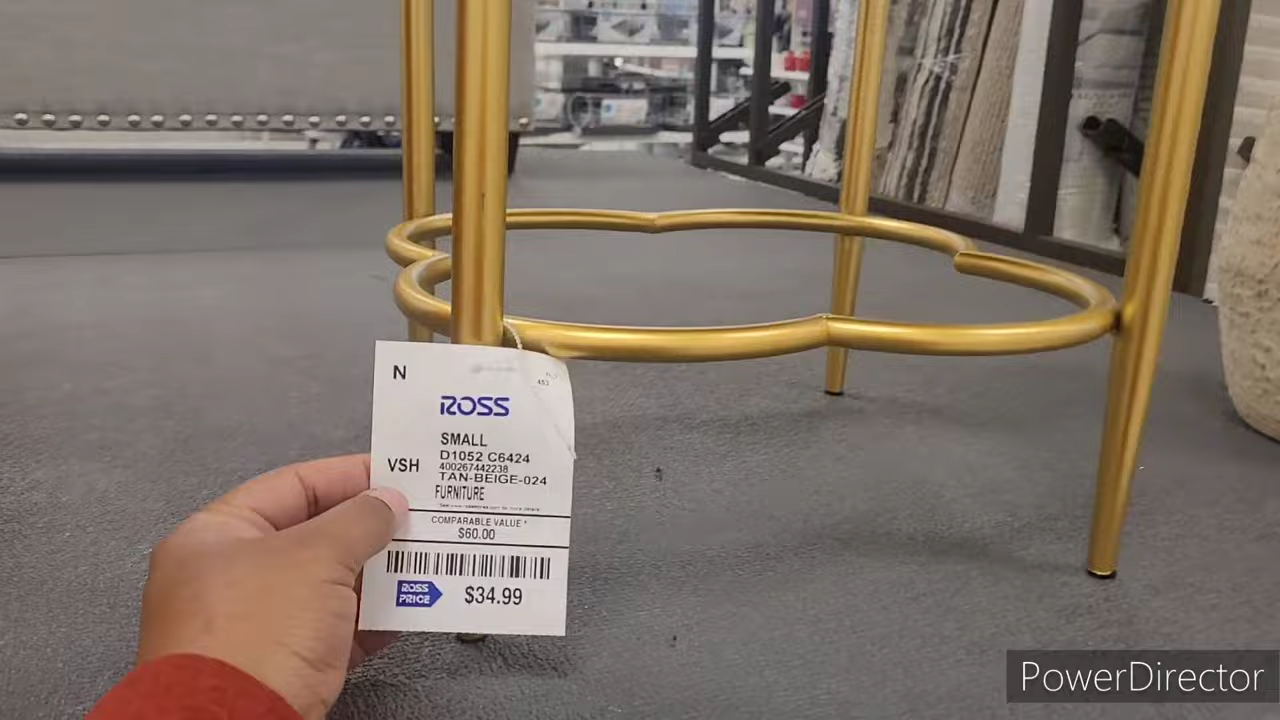 N
453
ROSS
SMALL
D1052 C6424
VSH
400267442238
TAN-BEIGE-024
FURNITURE
COMPARABLE VALUE *
$60.00
ROSS
PRICE
$34.99
PowerDirector